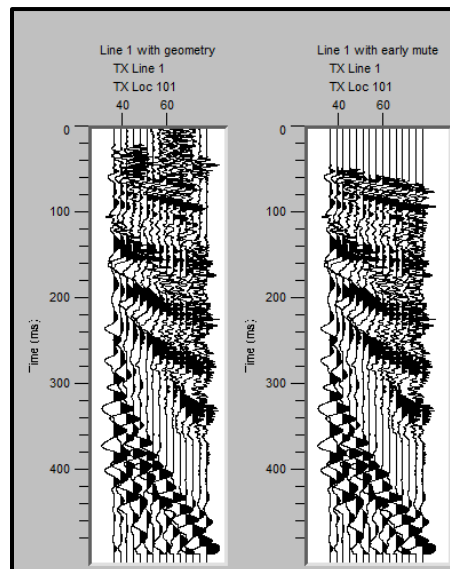 Line 1 with geometry
TX Line 1
TX Loc 101
40 60
0
100
200
300
400
Time (ms)
Line 1 with early mute
TX Line 1
TX Loc 101
40 60
0
100
200
300
400
Time (ms)